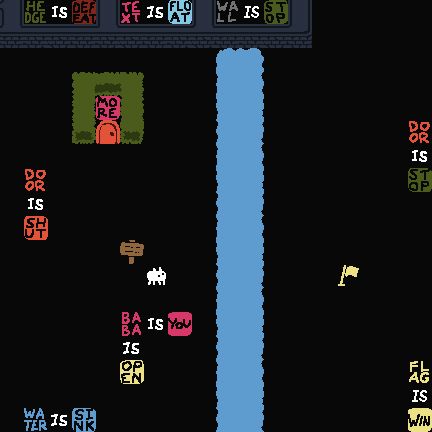 HEDGE IS DEFEAT TEXT IS FLOAT WALL IS STOP
MORE
DOOR IS SHUT
DOOR IS STOP
BABA IS YOU
IS OPEN
FLAG IS WIN
WATER IS SINK